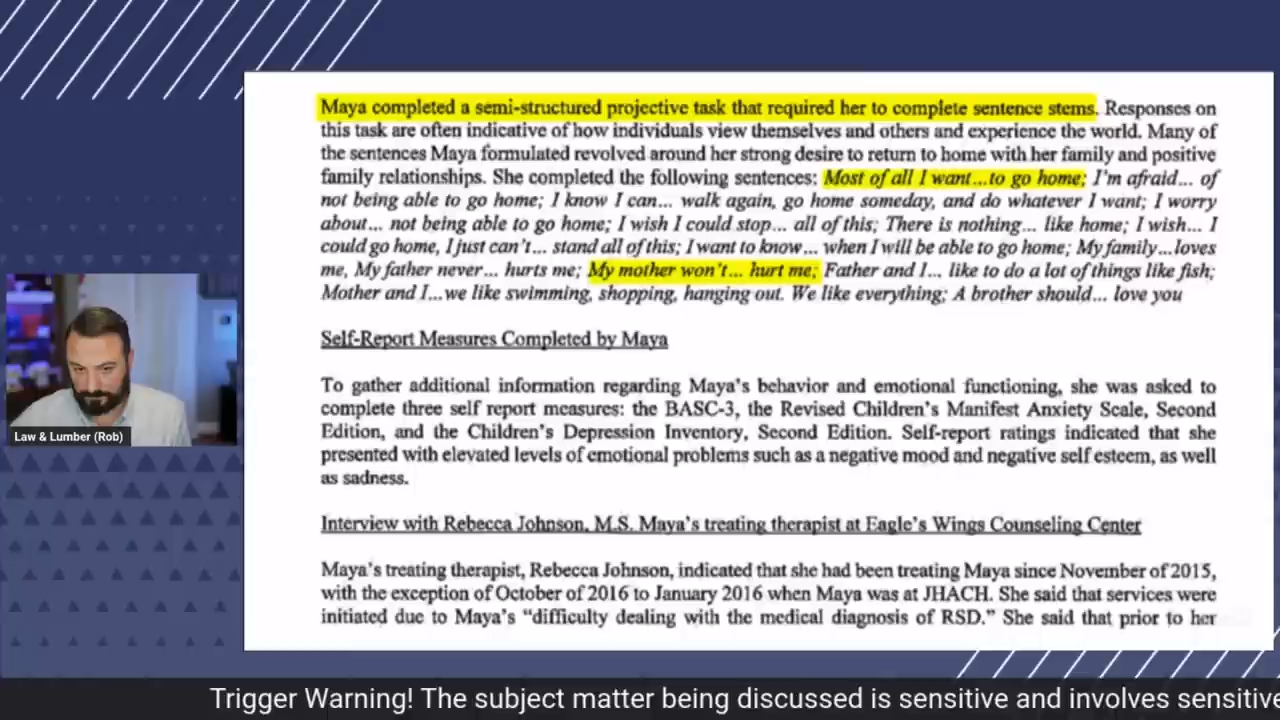 Maya completed a semi-structured projective task that required her to complete sentence stems. Responses on
this task are often indicative of how individuals view themselves and others and experience the world. Many of
the sentences Maya formulated revolved around her strong desire to return to home with her family and positive
family relationships. She completed the following sentences: Most of all I want...to go home; I'm afraid... of
not being able to go home; I know I can... walk again, go home someday, and do whatever I want; I worry
about... not being able to go home; I wish I could stop... all of this; There is nothing... like home; I wish... I
could go home, I just can't... stand all of this; I want to know... when I will be able to go home; My family...loves
me, My father never... hurts me; My mother won't... hurt me; Father and I... like to do a lot of things like fish;
Mother and I...we like swimming, shopping, hanging out. We like everything; A brother should... love you
Self-Report Measures Completed by Maya
To gather additional information regarding Maya's behavior and emotional functioning, she was asked to
complete three self report measures: the BASC-3, the Revised Children's Manifest Anxiety Scale, Second
Edition, and the Children's Depression Inventory, Second Edition. Self-report ratings indicated that she
presented with elevated levels of emotional problems such as a negative mood and negative self esteem, as well
as sadness.
Interview with Rebecca Johnson, M.S. Maya's treating therapist at Eagle's Wings Counseling Center
Maya's treating therapist, Rebecca Johnson, indicated that she had been treating Maya since November of 2015,
with the exception of October of 2016 to January 2016 when Maya was at JHACH. She said that services were
initiated due to Maya's "difficulty dealing with the medical diagnosis of RSD." She said that prior to her
Law & Lumber (Rob)
Trigger Warning! The subject matter being discussed is sensitive and involves sensitive